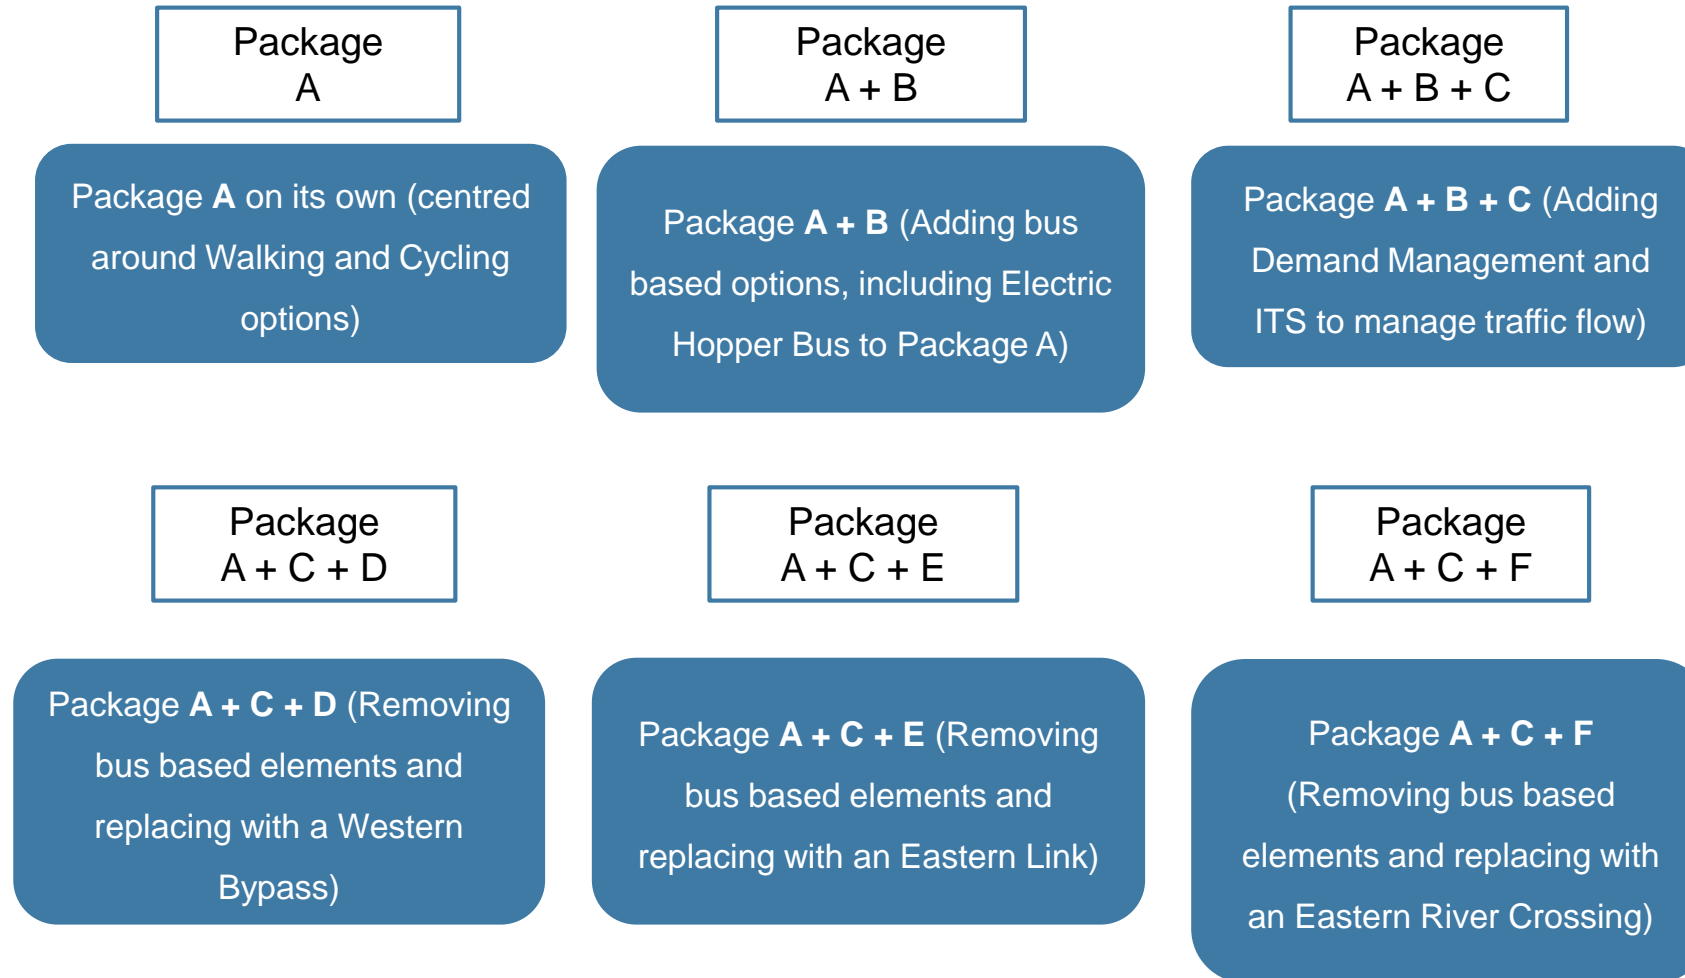 Package
A
Package
A + B
Package
A + B + C
Package A on its own (centred
around Walking and Cycling
options)
Package A + B (Adding bus
based options, including Electric
Hopper Bus to Package A)
Package A + B + C (Adding
Demand Management and
ITS to manage traffic flow)
Package
A + C + D
Package
A + C + E
Package
A + C + F
Package A + C + D (Removing
bus based elements and
replacing with a Western
Bypass)
Package A + C + E (Removing
bus based elements and
replacing with an Eastern Link)
Package A + C + F
(Removing bus based
elements and replacing with
an Eastern River Crossing)